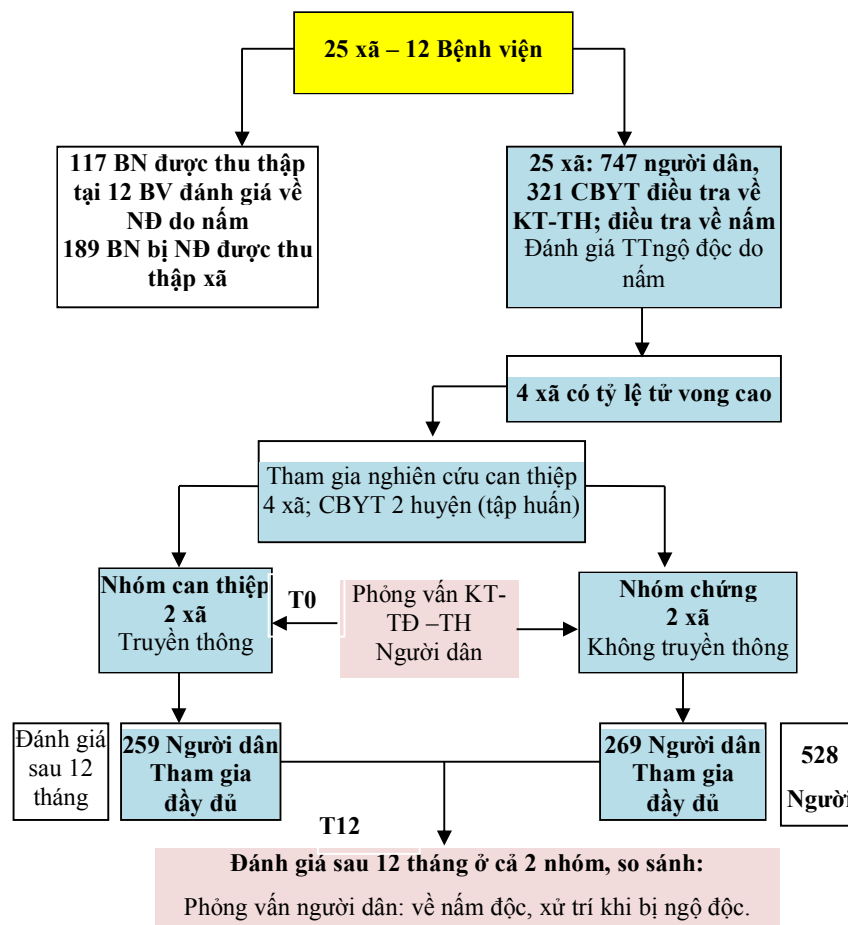 25 xã – 12 Bệnh viện
117 BN được thu thập
tại 12 BV đánh giá về
NĐ do nấm
189 BN bị NĐ được thu
thập xã
25 xã: 747 người dân,
321 CBYT điều tra về
KT-TH; điều tra về nấm
Đánh giá TTngộ độc do
nấm
4 xã có tỷ lệ tử vong cao
Tham gia nghiên cứu can thiệp
4 xã; CBYT 2 huyện (tập huấn)
Nhóm can thiệp
2 xã
Truyền thông
T0
Phỏng vấn KT-
TĐ –TH
Người dân
Nhóm chứng
2 xã
Không truyền thông
Đánh giá
sau 12
tháng
259 Người dân
Tham gia
đầy đủ
269 Người dân
Tham gia
đầy đủ
528
Người
T12
Đánh giá sau 12 tháng ở cả 2 nhóm, so sánh:
Phỏng vấn người dân: về nấm độc, xử trí khi bị ngộ độc.